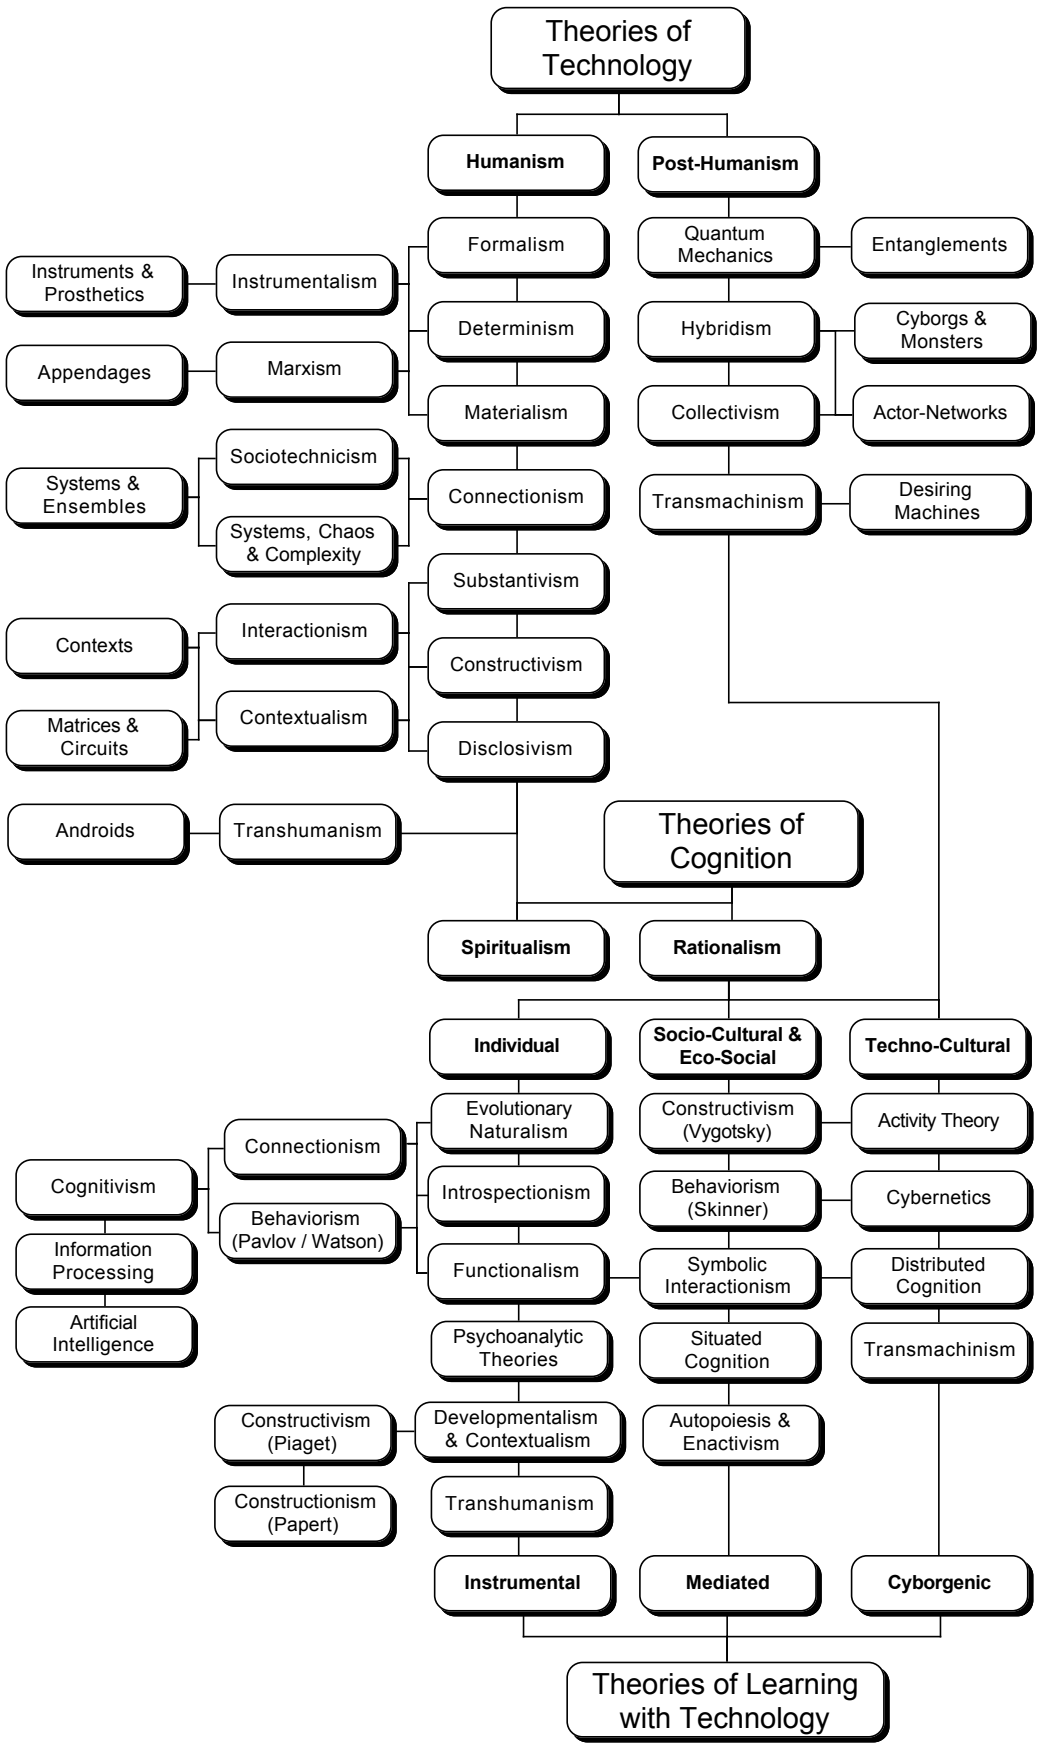 Theories of
Technology
Humanism
Post-Humanism
Formalism
Quantum
Mechanics
Entanglements
Instruments &
Prosthetics
Instrumentalism
Determinism
Hybridism
Cyborgs &
Monsters
Appendages
Marxism
Materialism
Collectivism
Actor-Networks
Sociotechnicism
Systems &
Ensembles
Connectionism
Transmachinism
Desiring
Machines
Systems, Chaos
& Complexity
Substantivism
Contexts
Interactionism
Constructivism
Matrices &
Circuits
Contextualism
Disclosivism
Androids
Transhumanism
Theories of
Cognition
Spiritualism
Rationalism
Individual
Socio-Cultural &
Eco-Social
Techno-Cultural
Evolutionary
Naturalism
Constructivism
(Vygotsky)
Activity Theory
Connectionism
Cognitivism
Introspectionism
Behaviorism
(Skinner)
Cybernetics
Behaviorism
(Pavlov / Watson)
Information
Processing
Functionalism
Symbolic
Interactionism
Distributed
Cognition
Artificial
Intelligence
Psychoanalytic
Theories
Situated
Cognition
Transmachinism
Constructivism
(Piaget)
Developmentalism
& Contextualism
Autopoiesis &
Enactivism
Constructionism
(Papert)
Transhumanism
Instrumental
Mediated
Cyborgenic
Theories of Learning
with Technology